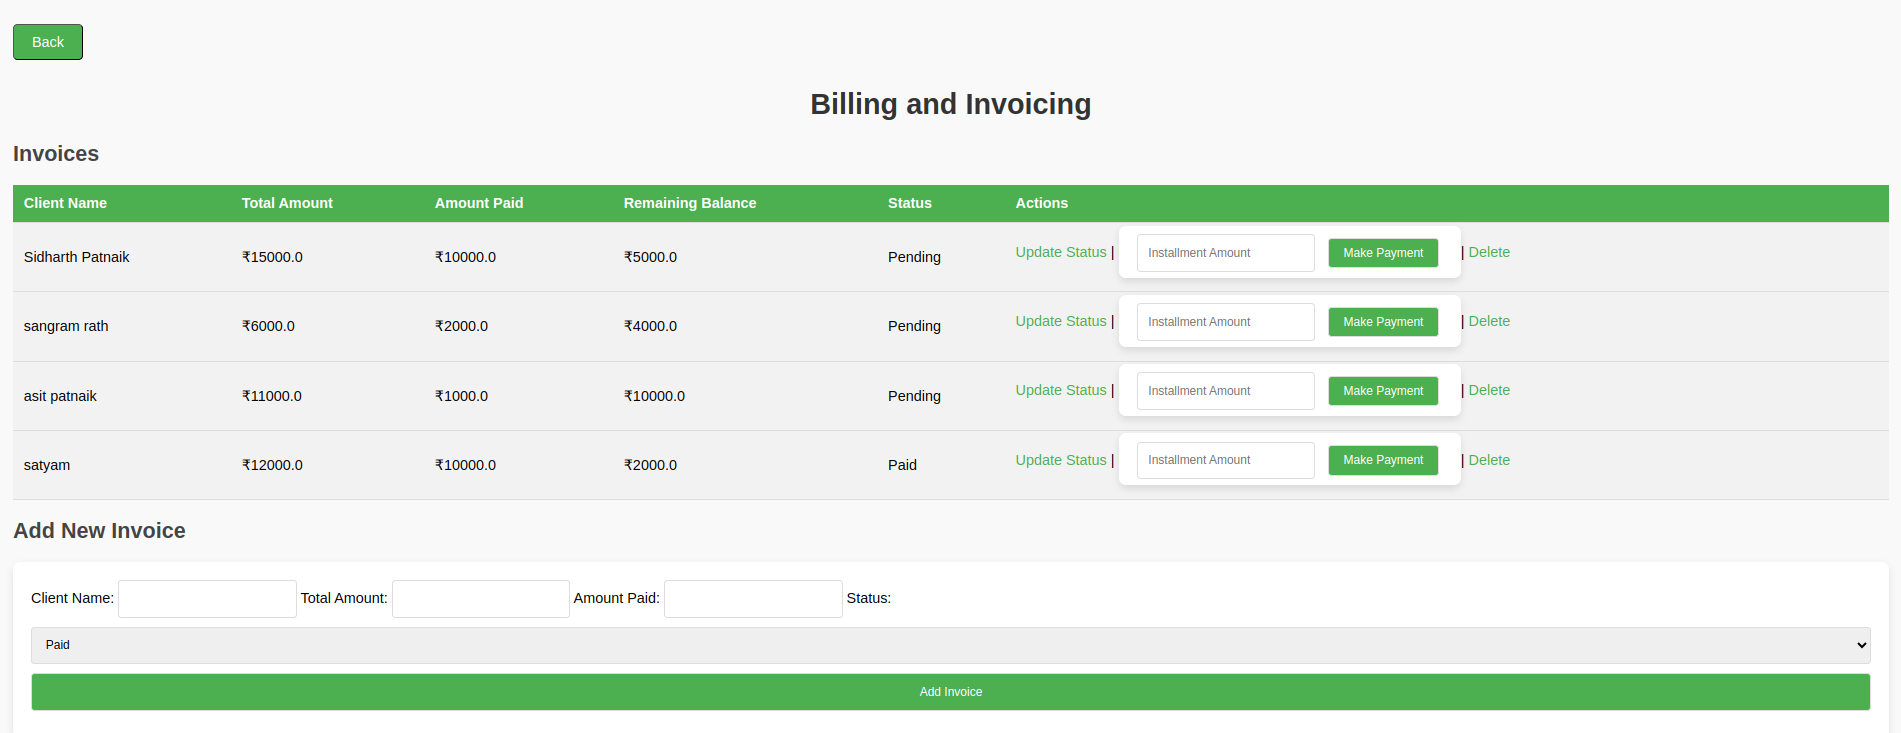 Back
Billing and Invoicing
Invoices
Client Name Total Amount Amount Paid Remaining Balance Status Actions
Sidharth Patnaik ₹15000.0 ₹10000.0 ₹5000.0 Pending Update Status | Installment Amount Make Payment | Delete
sangram rath ₹6000.0 ₹2000.0 ₹4000.0 Pending Update Status | Installment Amount Make Payment | Delete
asit patnaik ₹11000.0 ₹1000.0 ₹10000.0 Pending Update Status | Installment Amount Make Payment | Delete
satyam ₹12000.0 ₹10000.0 ₹2000.0 Paid Update Status | Installment Amount Make Payment | Delete
Add New Invoice
Client Name: Total Amount: Amount Paid: Status:
Paid
Add Invoice